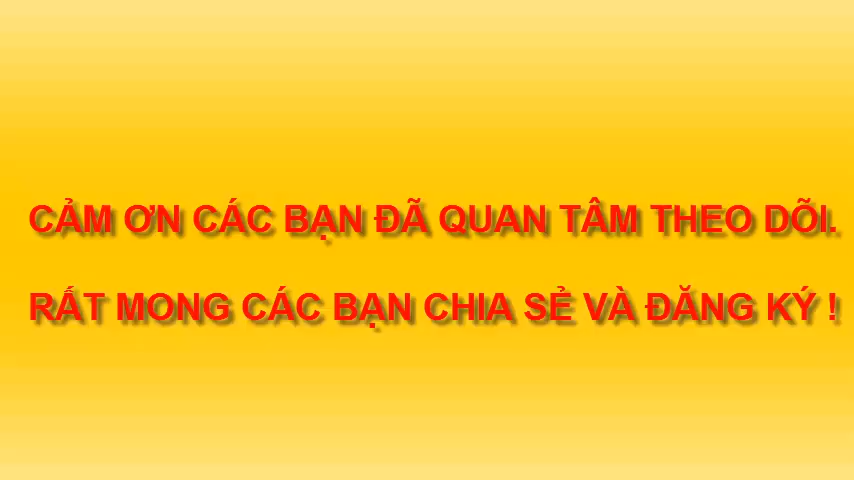 CẢM ƠN CÁC BẠN ĐÃ QUAN TÂM THEO DÕI.
RẤT MONG CÁC BẠN CHIA SẺ VÀ ĐĂNG KÝ !